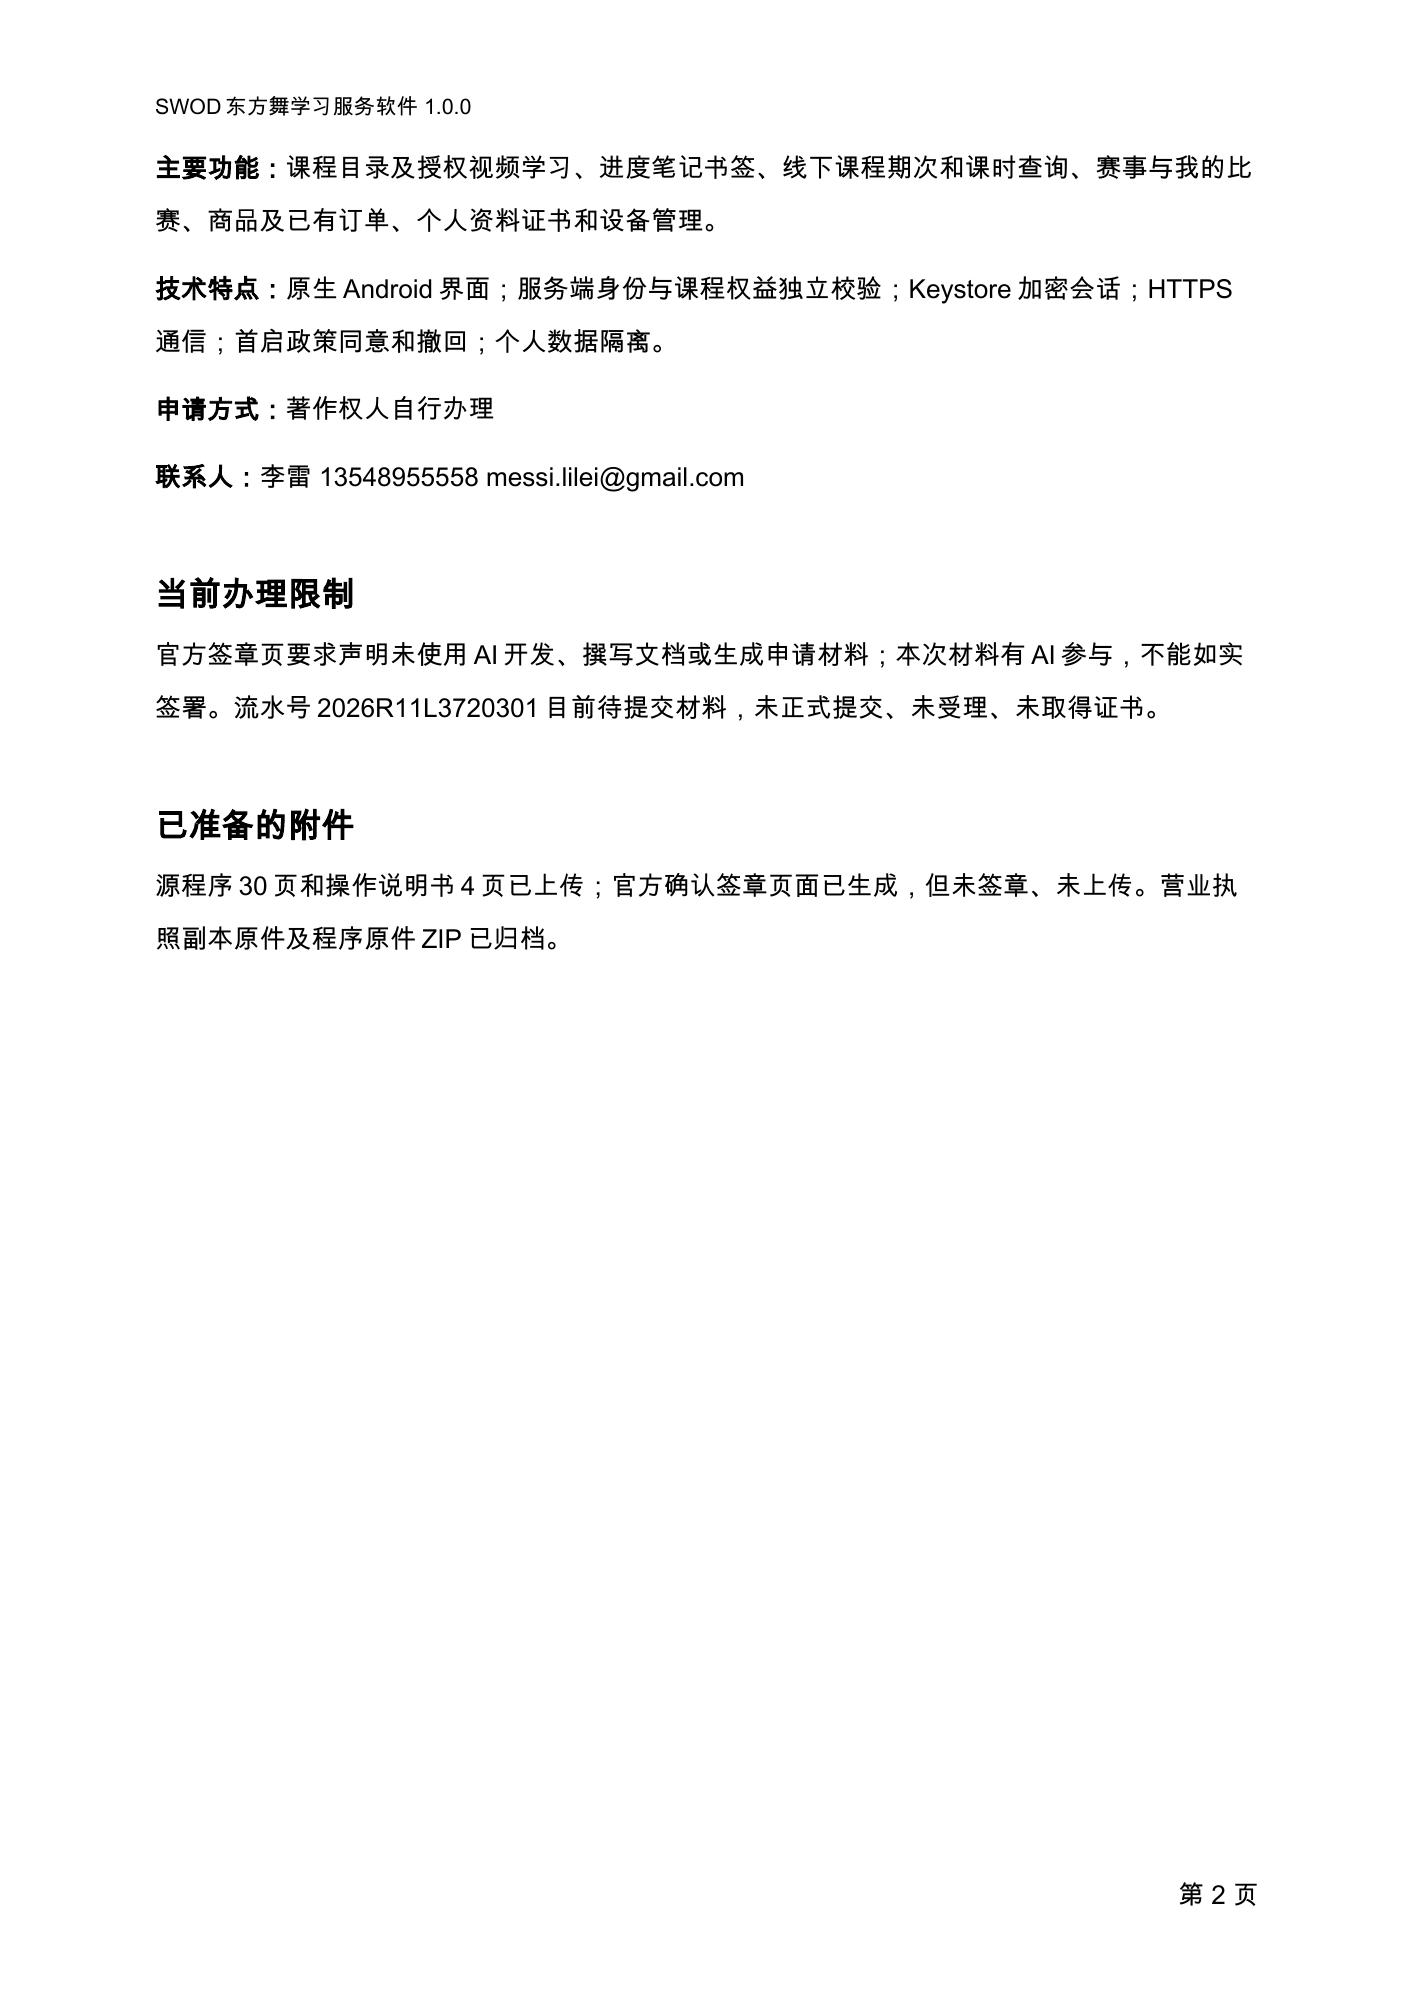 SWOD 东方舞学习服务软件 1.0.0
主要功能：课程目录及授权视频学习、进度笔记书签、线下课程期次和课时查询、赛事与我的比
赛、商品及已有订单、个人资料证书和设备管理。
技术特点：原生 Android 界面；服务端身份与课程权益独立校验；Keystore 加密会话；HTTPS
通信；首启政策同意和撤回；个人数据隔离。
申请方式：著作权人自行办理
联系人：李雷 13548955558 messi.lilei@gmail.com
当前办理限制
官方签章页要求声明未使用 AI 开发、撰写文档或生成申请材料；本次材料有 AI 参与，不能如实
签署。流水号 2026R11L3720301 目前待提交材料，未正式提交、未受理、未取得证书。
已准备的附件
源程序 30 页和操作说明书 4 页已上传；官方确认签章页面已生成，但未签章、未上传。营业执
照副本原件及程序原件 ZIP 已归档。
第 2 页